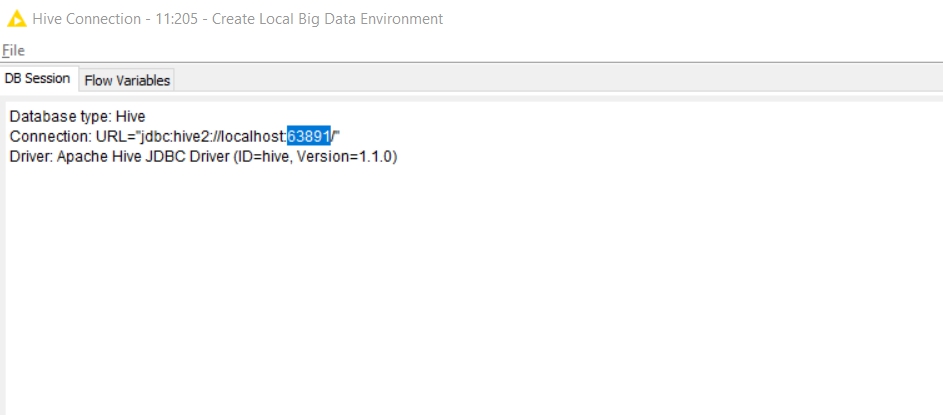 Hive Connection - 11:205 - Create Local Big Data Environment
File
DB Session Flow Variables
Database type: Hive
Connection: URL="jdbc:hive2://localhost:63891/"
Driver: Apache Hive JDBC Driver (ID=hive, Version=1.1.0)